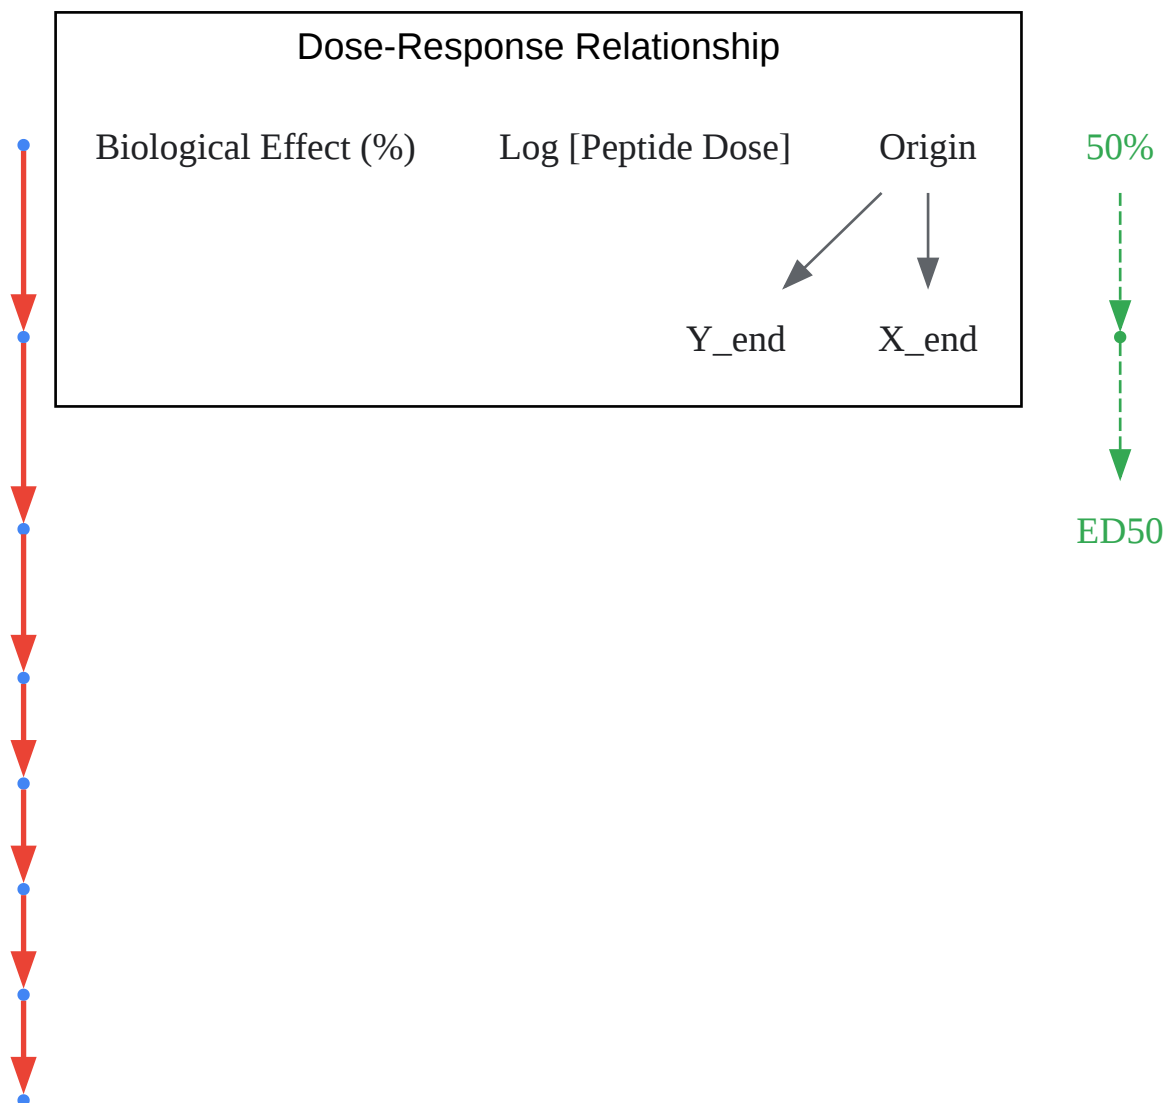 Dose-Response Relationship
Biological Effect (%)
Log [Peptide Dose]
Origin
50%
Y_end
X_end
ED50